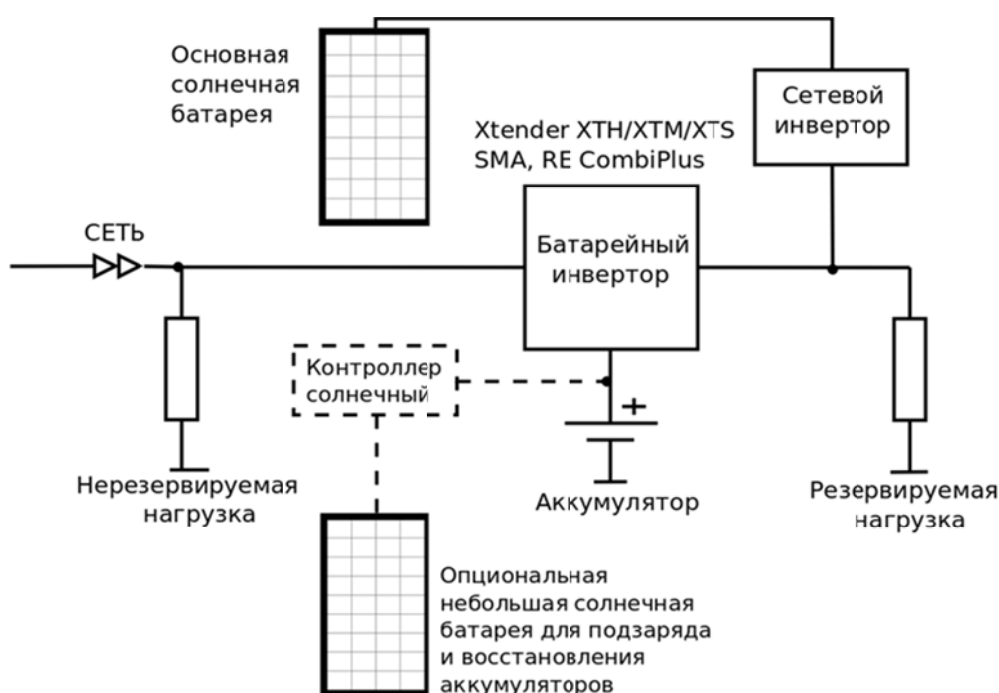 Основная
солнечная
батарея
Сетевой
инвертор
Xtender XTH/XTM/XTS
SMA, RE CombiPlus
СЕТЬ
Батарейный
инвертор
Контроллер
солнечный
+
Нерезервируемая
нагрузка
Аккумулятор
Резервируемая
нагрузка
Опциональная
небольшая солнечная
батарея для подзаряда
и восстановления
аккумуляторов